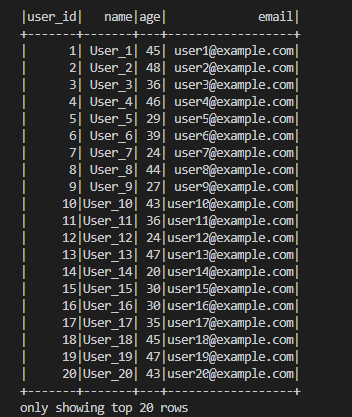 |user_id|   name|age|             email|
+-------+-------+---+------------------+
|      1| User_1| 45| user1@example.com|
|      2| User_2| 48| user2@example.com|
|      3| User_3| 36| user3@example.com|
|      4| User_4| 46| user4@example.com|
|      5| User_5| 29| user5@example.com|
|      6| User_6| 39| user6@example.com|
|      7| User_7| 24| user7@example.com|
|      8| User_8| 44| user8@example.com|
|      9| User_9| 27| user9@example.com|
|     10|User_10| 43|user10@example.com|
|     11|User_11| 36|user11@example.com|
|     12|User_12| 24|user12@example.com|
|     13|User_13| 47|user13@example.com|
|     14|User_14| 20|user14@example.com|
|     15|User_15| 30|user15@example.com|
|     16|User_16| 30|user16@example.com|
|     17|User_17| 35|user17@example.com|
|     18|User_18| 45|user18@example.com|
|     19|User_19| 47|user19@example.com|
|     20|User_20| 43|user20@example.com|
+-------+-------+---+------------------+
only showing top 20 rows